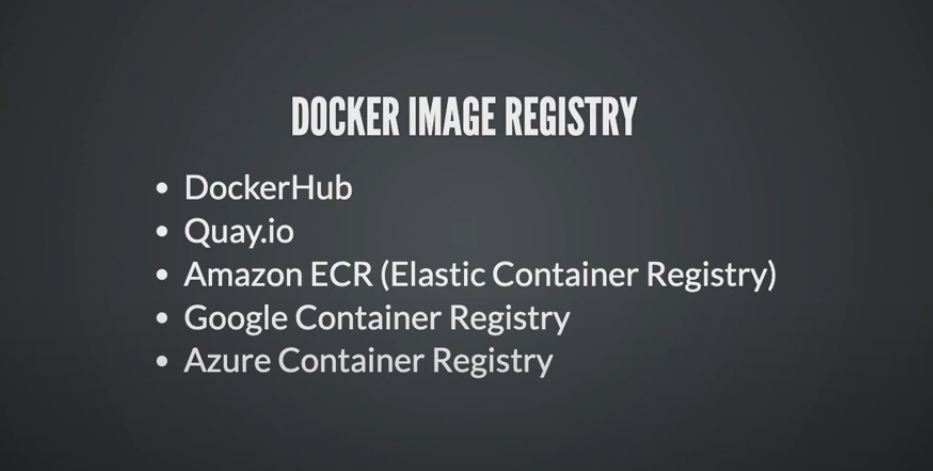 DOCKER IMAGE REGISTRY
• DockerHub
• Quay.io
• Amazon ECR (Elastic Container Registry)
• Google Container Registry
• Azure Container Registry